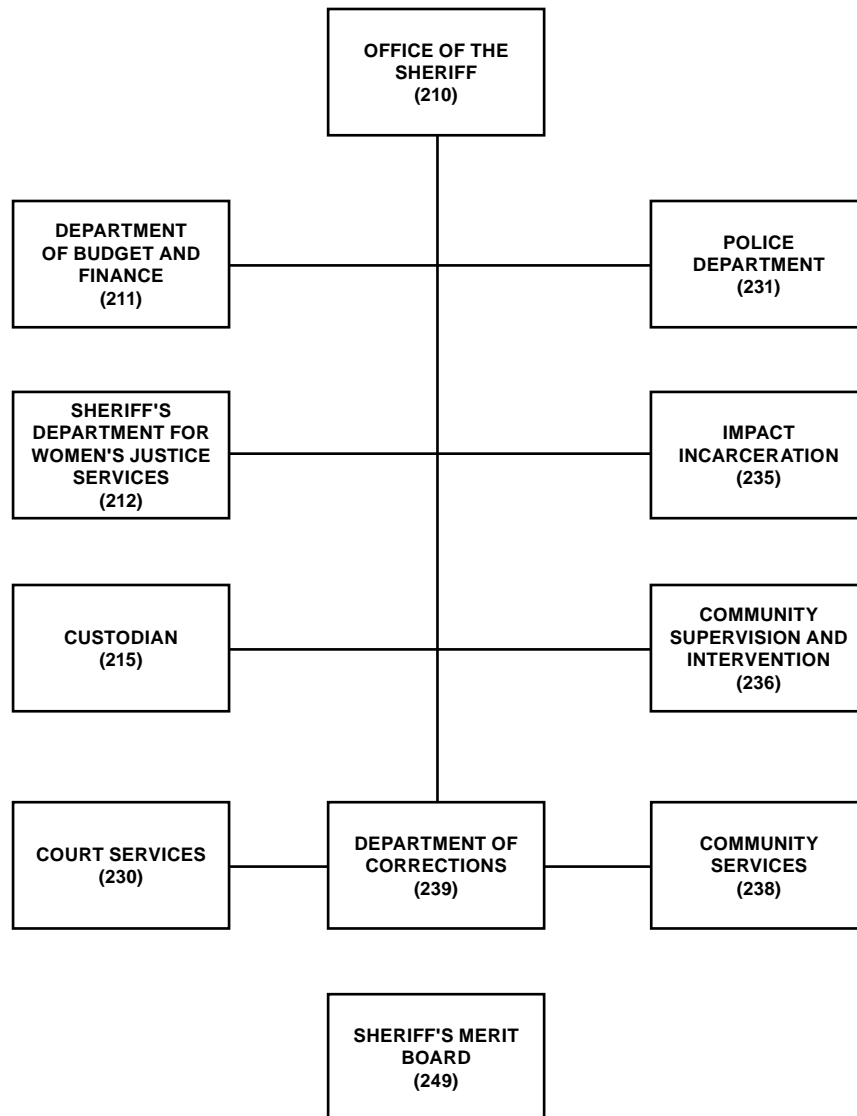 OFFICE OF THE
SHERIFF
(210)
DEPARTMENT
OF BUDGET AND
FINANCE
(211)
POLICE
DEPARTMENT
(231)
SHERIFF'S
DEPARTMENT FOR
WOMEN'S JUSTICE
SERVICES
(212)
IMPACT
INCARCERATION
(235)
CUSTODIAN
(215)
COMMUNITY
SUPERVISION AND
INTERVENTION
(236)
COURT SERVICES
(230)
DEPARTMENT OF
CORRECTIONS
(239)
COMMUNITY
SERVICES
(238)
SHERIFF'S MERIT
BOARD
(249)